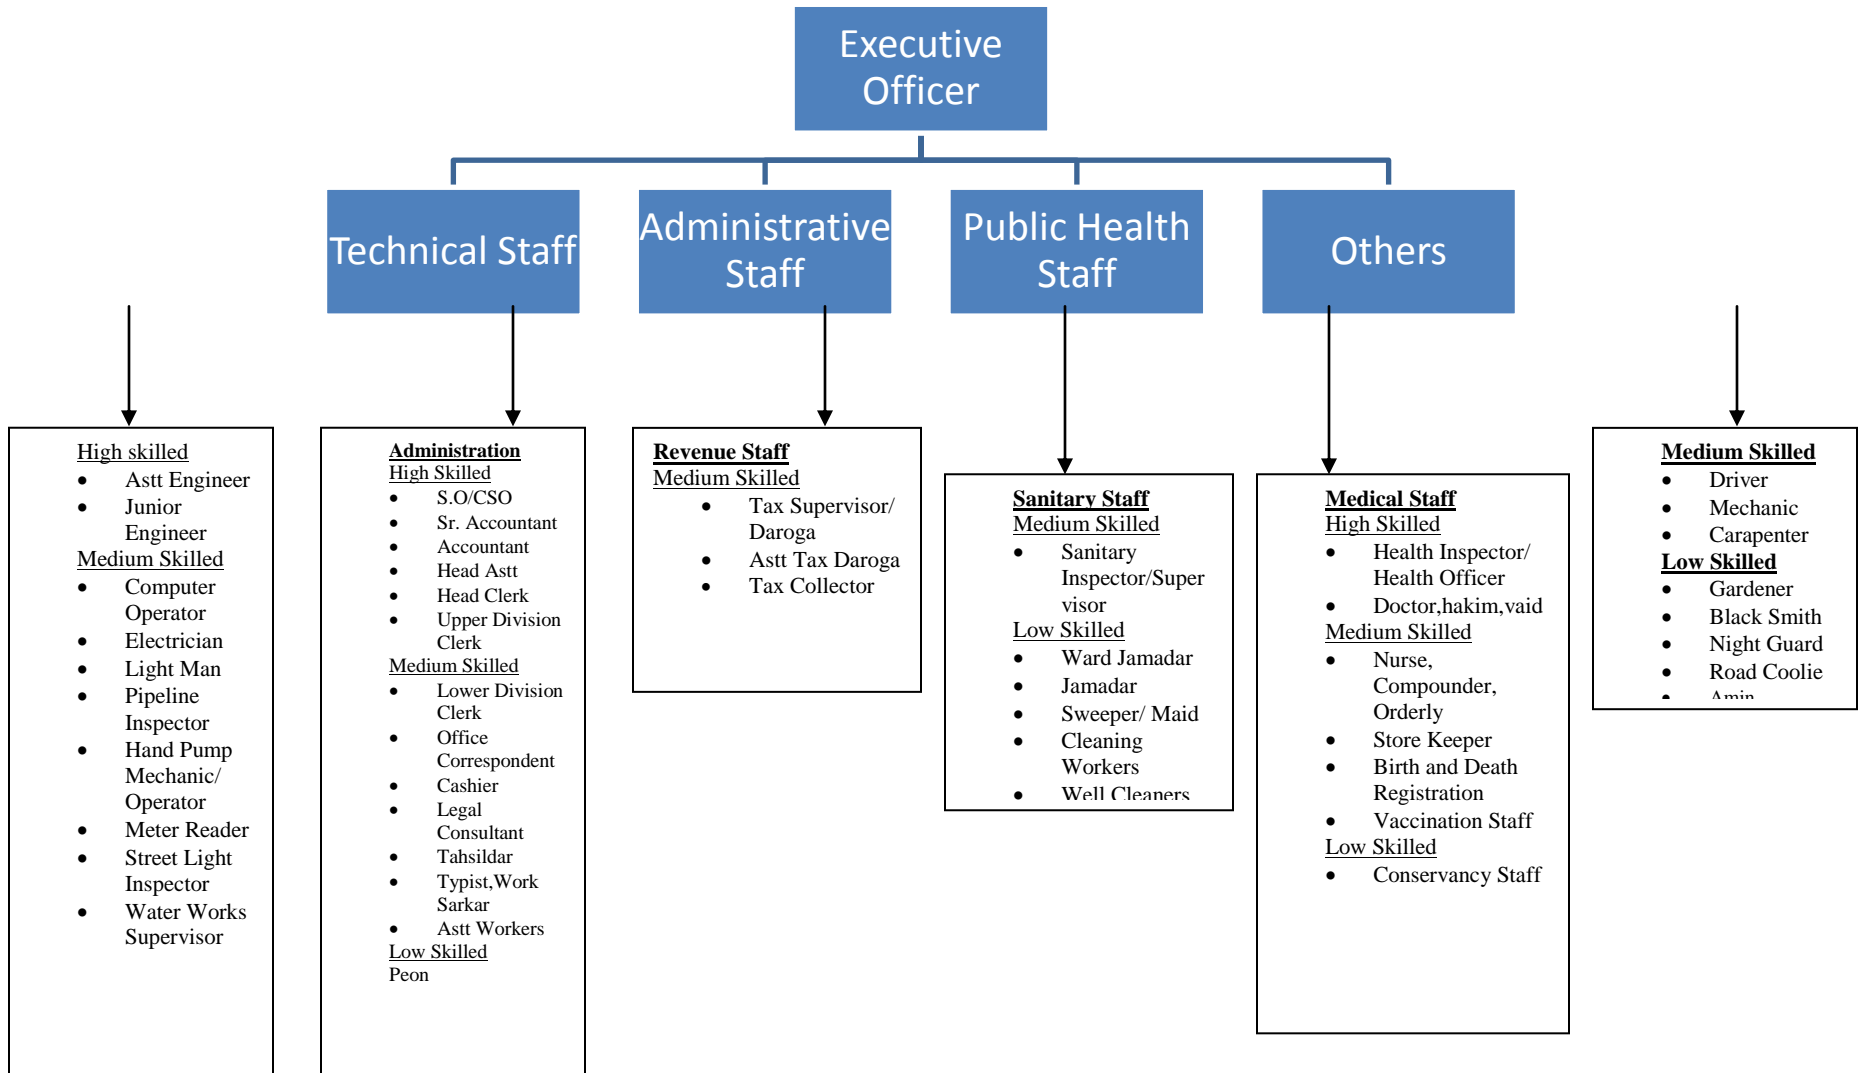 Executive
Officer
Technical Staff
Administrative
Staff
Public Health
Staff
Others
High skilled
• Astt Engineer
• Junior
Engineer
Medium Skilled
• Computer
Operator
• Electrician
• Light Man
• Pipeline
Inspector
• Hand Pump
Mechanic/
Operator
• Meter Reader
• Street Light
Inspector
• Water Works
Supervisor
Administration
High Skilled
• S.O/CSO
• Sr. Accountant
• Accountant
• Head Astt
• Head Clerk
• Upper Division
Clerk
Medium Skilled
• Lower Division
Clerk
• Office
Correspondent
• Cashier
• Legal
Consultant
• Tahsildar
• Typist,Work
Sarkar
• Astt Workers
Low Skilled
Peon
Revenue Staff
Medium Skilled
• Tax Supervisor/
Daroga
• Astt Tax Daroga
• Tax Collector
Sanitary Staff
Medium Skilled
• Sanitary
Inspector/Super
visor
Low Skilled
• Ward Jamadar
• Jamadar
• Sweeper/ Maid
• Cleaning
Workers
• Well Cleaners
Medical Staff
High Skilled
• Health Inspector/
Health Officer
• Doctor,hakim,vaid
Medium Skilled
• Nurse,
Compounder,
Orderly
• Store Keeper
• Birth and Death
Registration
• Vaccination Staff
Low Skilled
• Conservancy Staff
Medium Skilled
• Driver
• Mechanic
• Carapenter
Low Skilled
• Gardener
• Black Smith
• Night Guard
• Road Coolie
• Amin